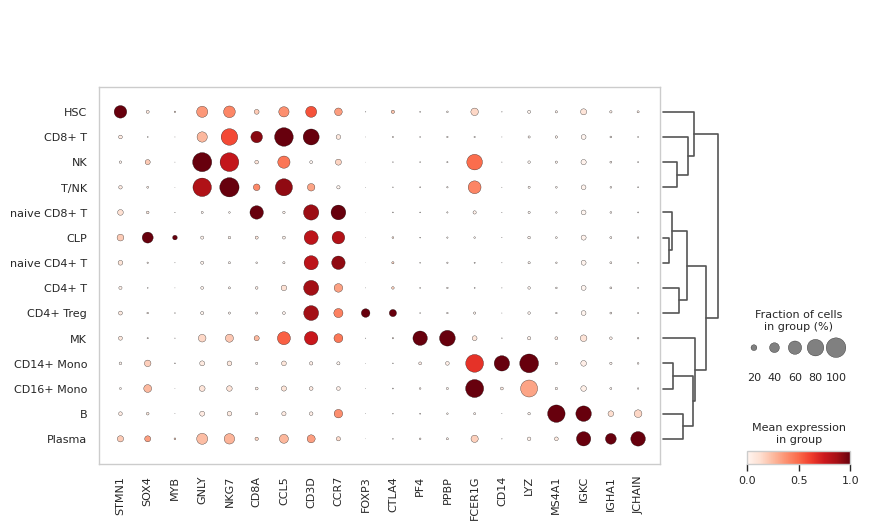 HSC
CD8+ T
NK
T/NK
naive CD8+ T
CLP
naive CD4+ T
CD4+ T
CD4+ Treg
MK
CD14+ Mono
CD16+ Mono
B
Plasma
STMN1
SOX4
MYB
GNLY
NKG7
CD8A
CCL5
CD3D
CCR7
FOXP3
CTLA4
PF4
PPBP
FCER1G
CD14
LYZ
MS4A1
IGKC
IGHA1
JCHAIN
Fraction of cells
in group (%)
20 40 60 80 100
Mean expression
in group
0.0 0.5 1.0